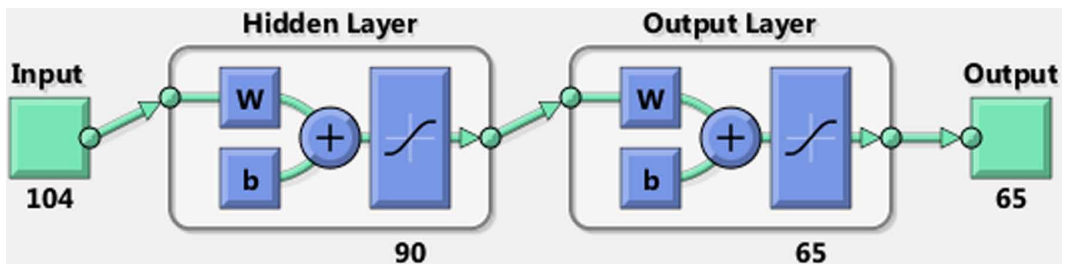 Hidden Layer
Output Layer
Input
Output
W
W
b
b
104
65
90
65